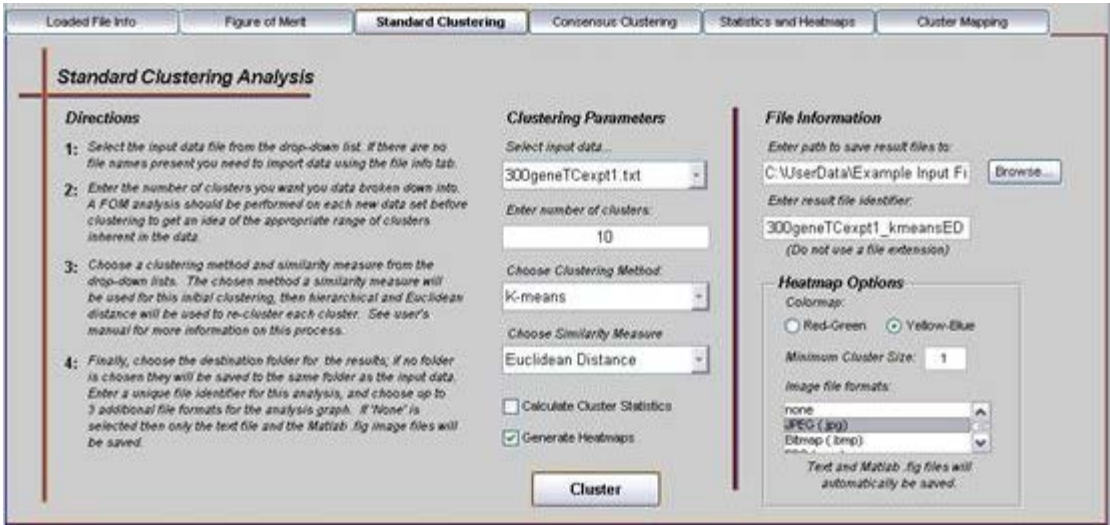 Loaded File Info
Figure of Merit
Standard Clustering
Consensus Clustering
Statistics and Heatmaps
Cluster Mapping
Standard Clustering Analysis
Directions
1: Select the input data file from the drop-down list. If there are no
file names present you need to import data using the file info tab.
2: Enter the number of clusters you want you data broken down into.
A FOM analysis should be performed on each new data set before
clustering to get an idea of the appropriate range of clusters
inherent in the data.
3: Choose a clustering method and similarity measure from the
drop-down lists. The chosen method a similarity measure will
be used for this initial clustering, then hierarchical and Euclidean
distance will be used to re-cluster each cluster. See user's
manual for more information on this process.
4: Finally, choose the destination folder for the results; if no folder
is chosen they will be saved to the same folder as the input data.
Enter a unique file identifier for this analysis, and choose up to
3 additional file formats for the analysis graph. If 'None' is
selected then only the text file and the Matlab .fig image files will
be saved.
Clustering Parameters
Select input data...
300geneTCexpt1.txt
Enter number of clusters:
10
Choose Clustering Method:
K-means
Choose Similarity Measure
Euclidean Distance
Calculate Cluster Statistics
Generate Heatmaps
Cluster
File Information
Enter path to save result files to:
C:\UserData\Example Input Fi
Browse...
Enter result file identifier:
300geneTCexpt1_kmeansED
(Do not use a file extension)
Heatmap Options
Colormap:
Red-Green
Yellow-Blue
Minimum Cluster Size: 1
Image file formats:
none
JPEG (.jpg)
Bitmap (.bmp)
Text and Matlab .fig files will
automatically be saved.